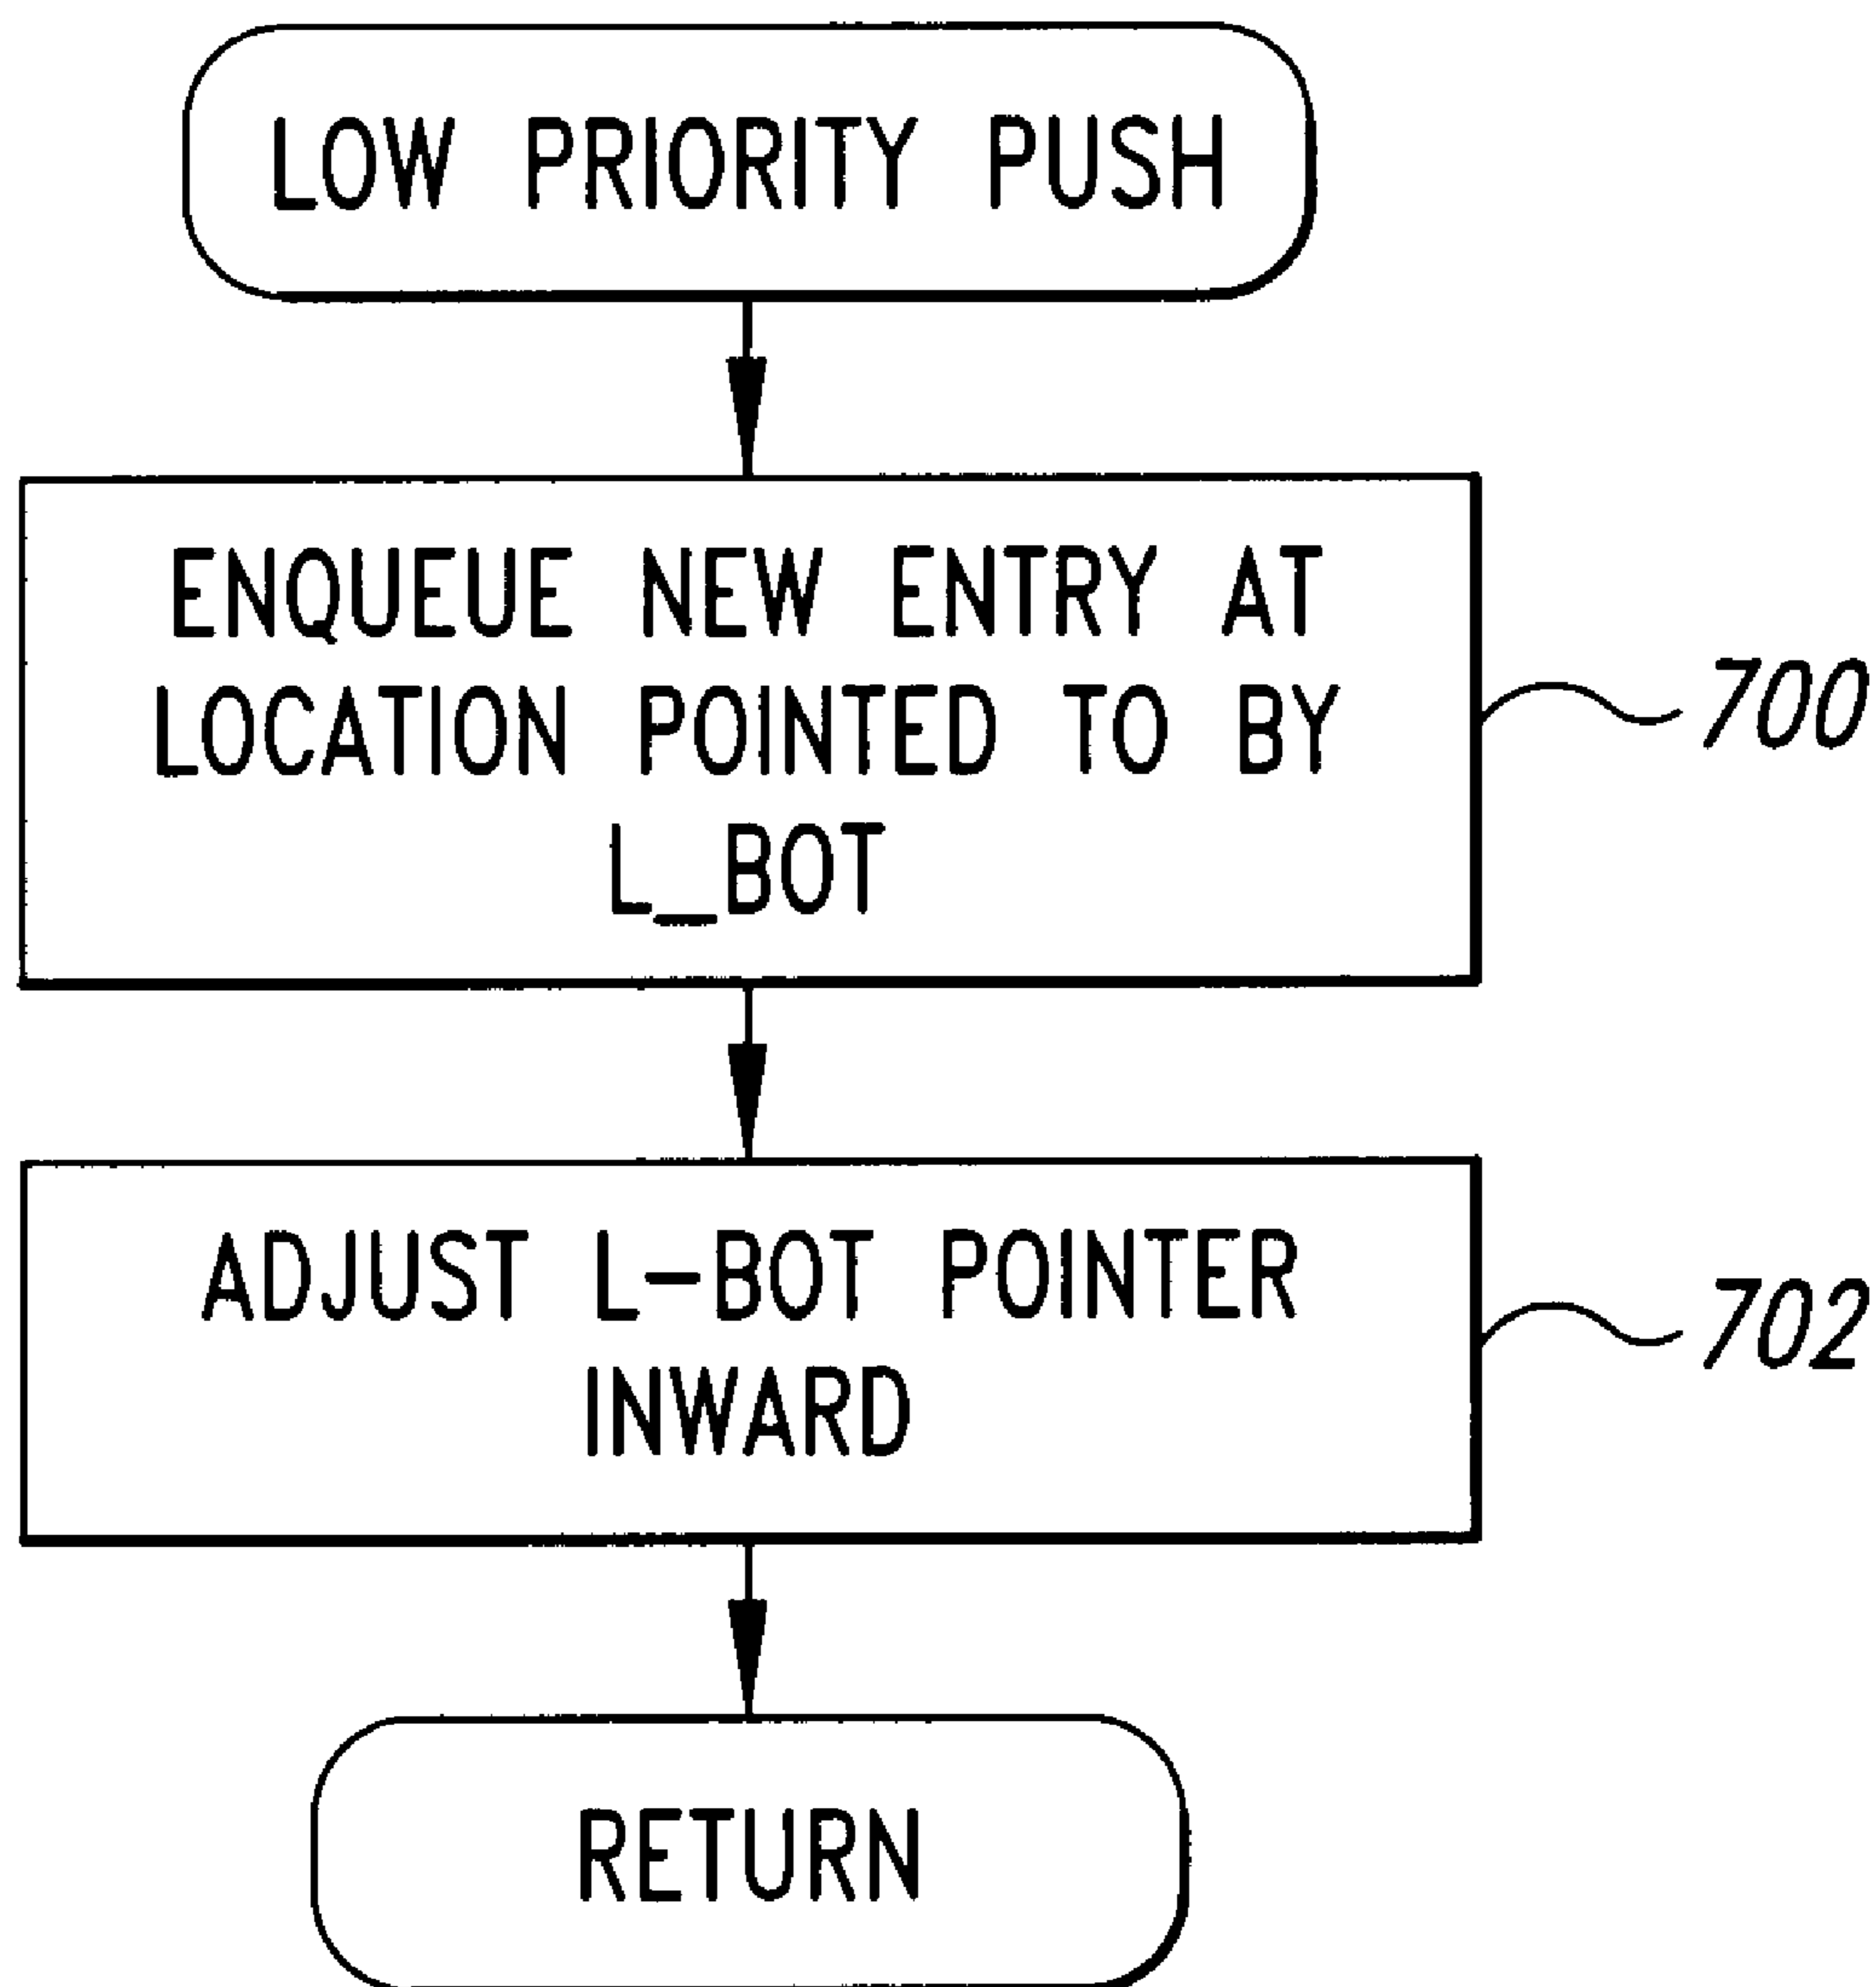 LOW PRIORITY PUSH
ENQUEUE NEW ENTRY AT
LOCATION POINTED TO BY
L_BOT
700
ADJUST L-BOT POINTER
INWARD
702
RETURN